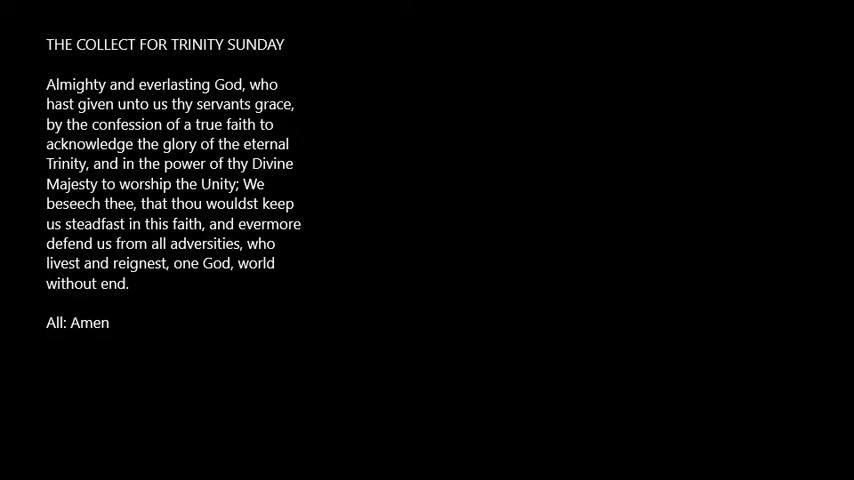 THE COLLECT FOR TRINITY SUNDAY
Almighty and everlasting God, who
hast given unto us thy servants grace,
by the confession of a true faith to
acknowledge the glory of the eternal
Trinity, and in the power of thy Divine
Majesty to worship the Unity; We
beseech thee, that thou wouldst keep
us steadfast in this faith, and evermore
defend us from all adversities, who
livest and reignest, one God, world
without end.
All: Amen